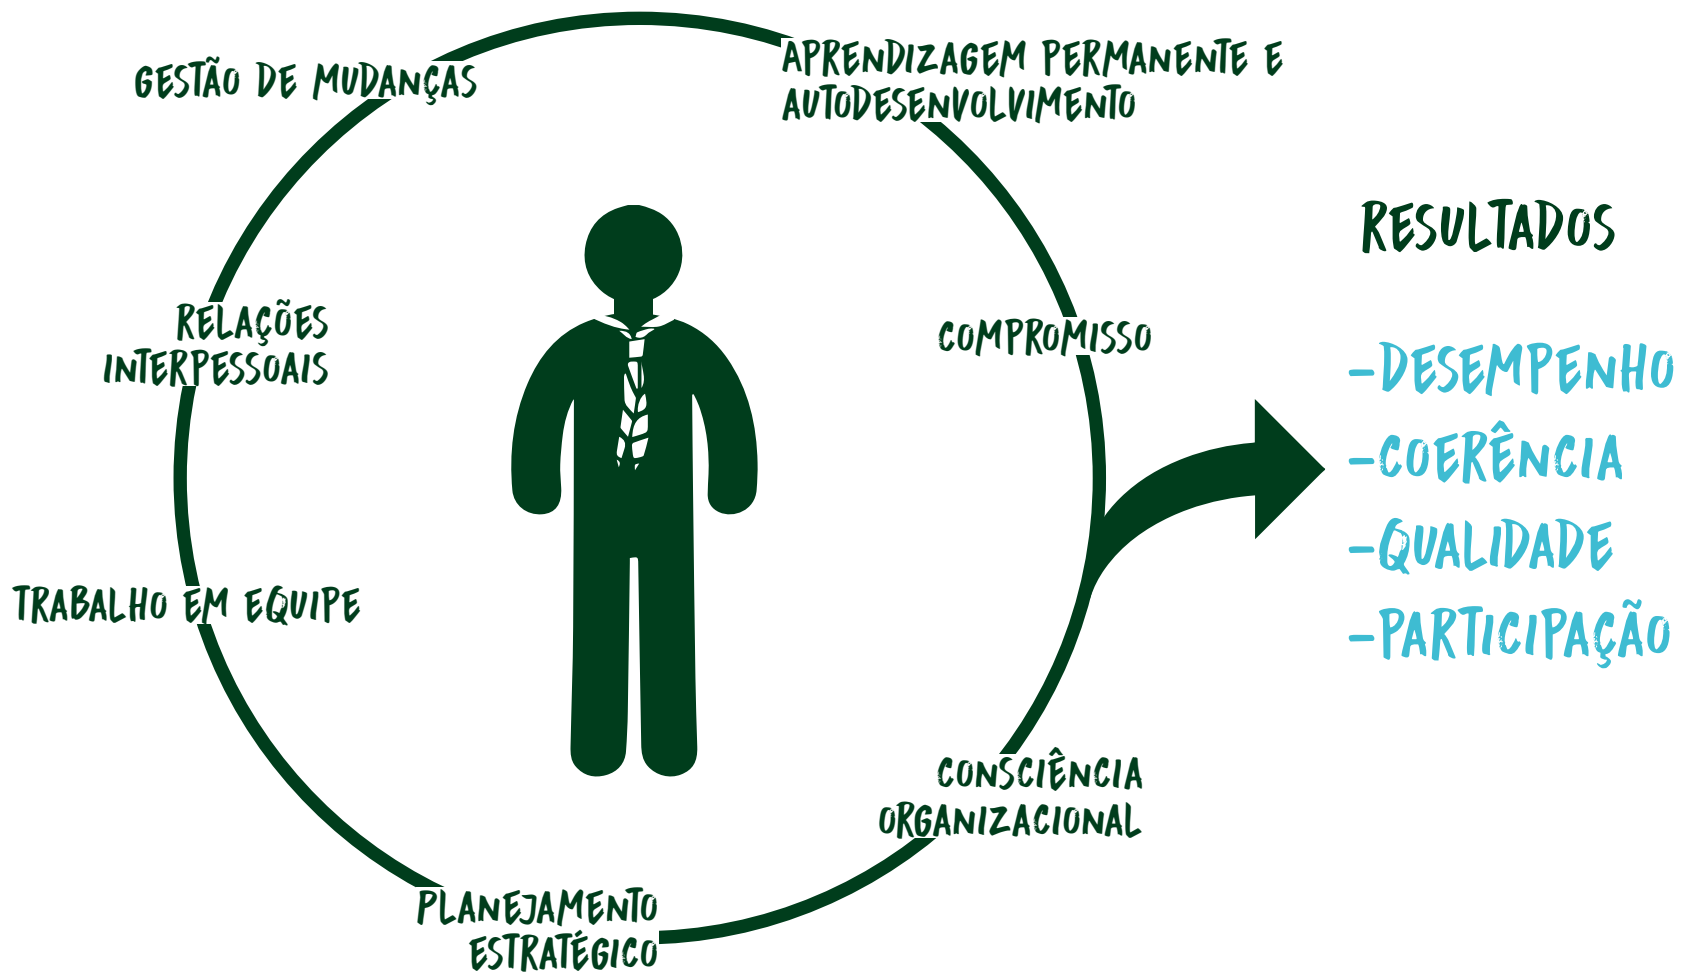 GESTÃO DE MUDANÇAS
APRENDIZAGEM PERMANENTE E
AUTODESENVOLVIMENTO
RELAÇÕES
INTERPESSOAIS
COMPROMISSO
TRABALHO EM EQUIPE
CONSCIÊNCIA
ORGANIZACIONAL
PLANEJAMENTO
ESTRATÉGICO
RESULTADOS
-DESEMPENHO
-COERÊNCIA
-QUALIDADE
-PARTICIPAÇÃO